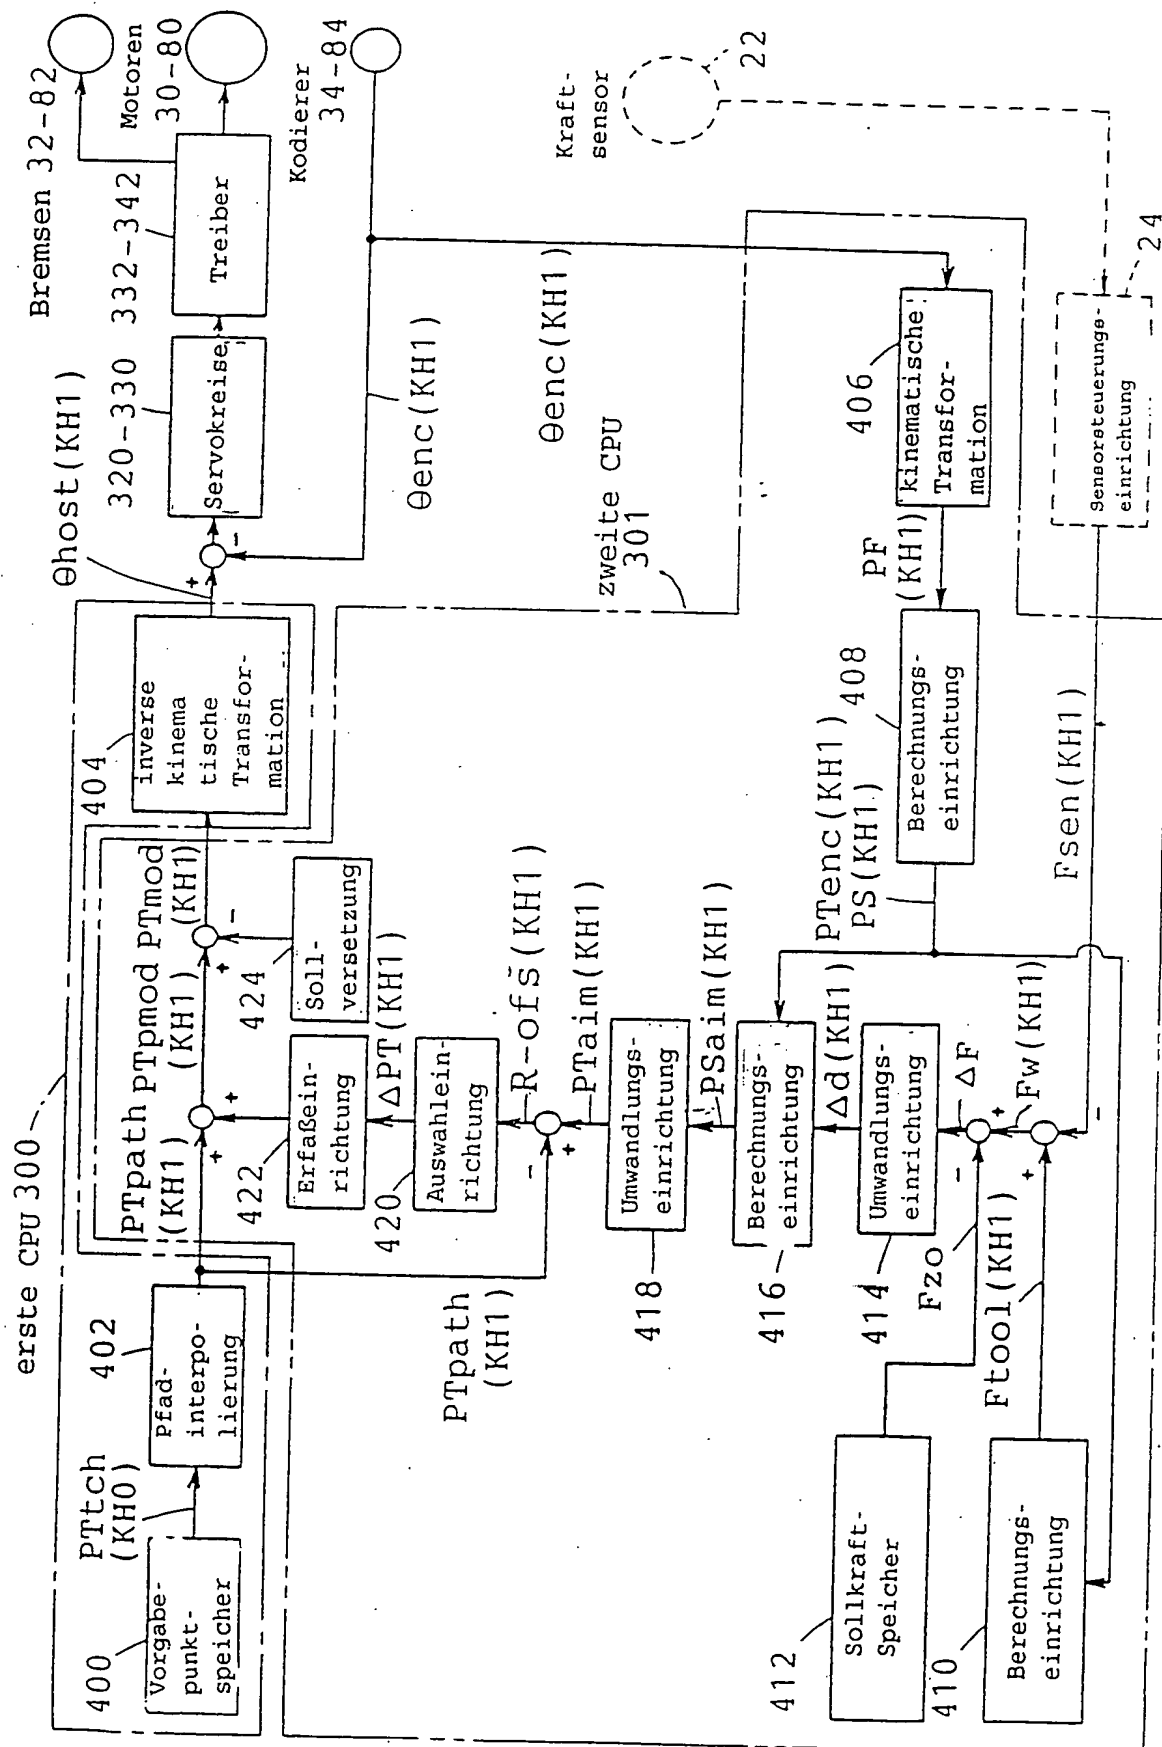 erste CPU 300
400
Vorgabe-
punkt-
speicher
PTtch
(KH0)
402
Pfad-
interpo-
lierung
PTpath
(KH1)
PTpmod
(KH1)
PTmod
(KH1)
404
inverse
kinema
tische
Transfor-
mation
θhost(KH1)
320-330
Servokreise
332-342
Treiber
Bremsen 32-82
Motoren
30-80
Kodierer
34-84
θenc(KH1)
θenc(KH1)
zweite CPU
301
424
Soll-
versetzung
422
Erfaßein-
richtung
ΔPT(KH1)
420
Auswahlein-
richtung
R-ofs(KH1)
PTpath
(KH1)
PTaim(KH1)
418
Umwandlungs-
einrichtung
PSaim(KH1)
416
Berechnungs-
einrichtung
Δd(KH1)
414
Umwandlungs-
einrichtung
ΔF
Fzo
Fw(KH1)
Ftool(KH1)
412
Sollkraft-
Speicher
410
Berechnungs-
einrichtung
PTenc(KH1)
PS(KH1)
408
Berechnungs-
einrichtung
PF
(KH1)
406
kinematische
Transfor-
mation
Fsen(KH1)
Sensorsteuerungs-
einrichtung
24
Kraft-
sensor
22
+
-
+
+
+
-
-
+
-
+
+
-